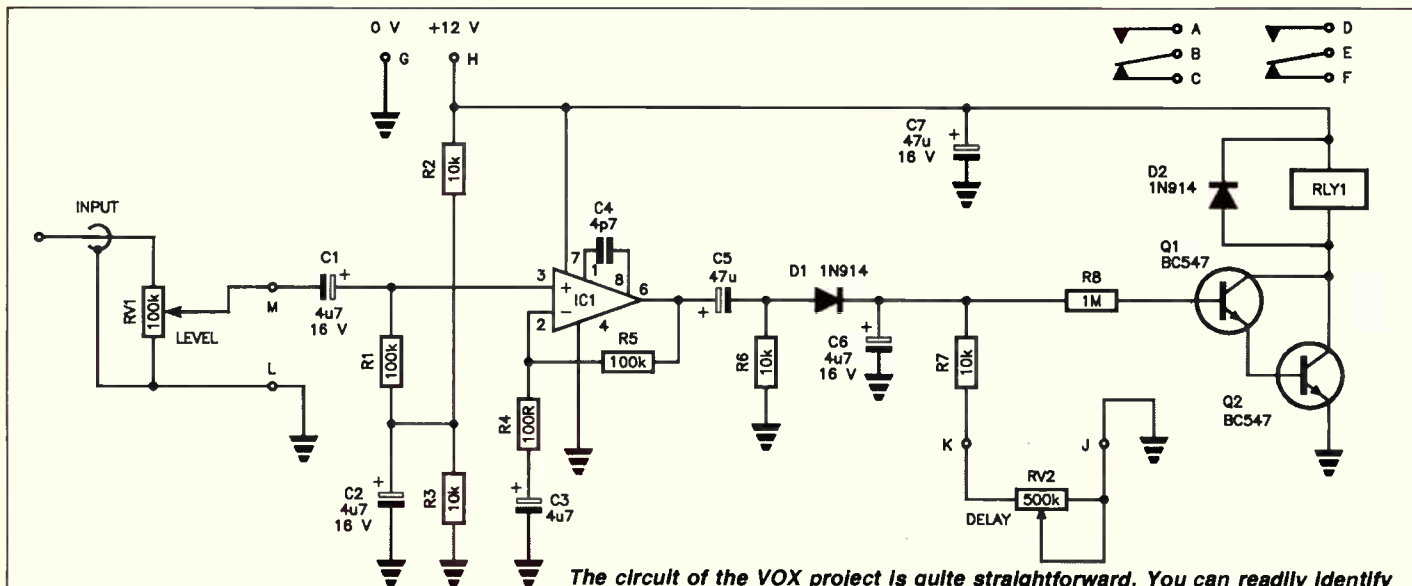 0 V
+12 V
G
H
A
B
C
D
E
F
INPUT
RV1
100k
LEVEL
M
L
C1
4u7
16 V
R1
100k
R2
10k
R3
10k
C2
4u7
16 V
3
2
7
1
8
6
4
+
−
IC1
C4
4p7
R5
100k
R4
100R
C3
4u7
C5
47u
R6
10k
D1 1N914
C6
4u7
16 V
C7
47u
16 V
R7
10k
R8
1M
K
J
RV2
500k
DELAY
D2
1N914
RLY1
Q1
BC547
Q2
BC547
The circuit of the VOX project is quite straightforward. You can readily identify